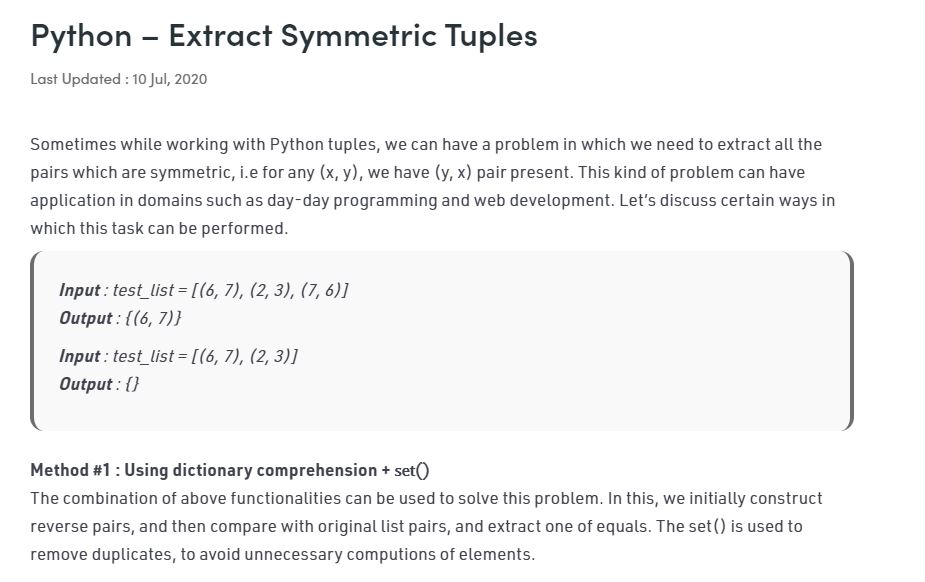 Python – Extract Symmetric Tuples
Last Updated : 10 Jul, 2020
Sometimes while working with Python tuples, we can have a problem in which we need to extract all the
pairs which are symmetric, i.e for any (x, y), we have (y, x) pair present. This kind of problem can have
application in domains such as day-day programming and web development. Let's discuss certain ways in
which this task can be performed.
Input : test_list = [(6, 7), (2, 3), (7, 6)]
Output : {(6, 7)}
Input : test_list = [(6, 7), (2, 3)]
Output : {}
Method #1 : Using dictionary comprehension + set()
The combination of above functionalities can be used to solve this problem. In this, we initially construct
reverse pairs, and then compare with original list pairs, and extract one of equals. The set() is used to
remove duplicates, to avoid unnecessary computions of elements.